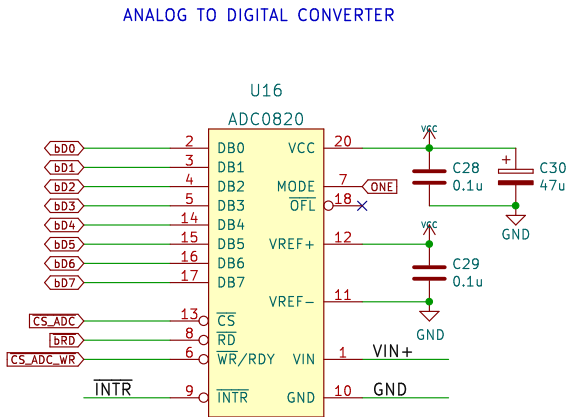 ANALOG TO DIGITAL CONVERTER
U16
ADC0820
bD0 2 DB0 VCC 20 VCC
bD1 3 DB1
bD2 4 DB2 MODE 7 ONE
bD3 5 DB3 OFL 18
bD4 14 DB4
bD5 15 DB5 VREF+ 12 VCC
bD6 16 DB6
bD7 17 DB7
VREF- 11
+ C28 0.1u
C30 47u
GND
C29 0.1u
GND
CS_ADC 13 CS
bRD 8 RD
CS_ADC_WR 6 WR/RDY VIN 1 VIN+
INTR 9 INTR GND 10 GND